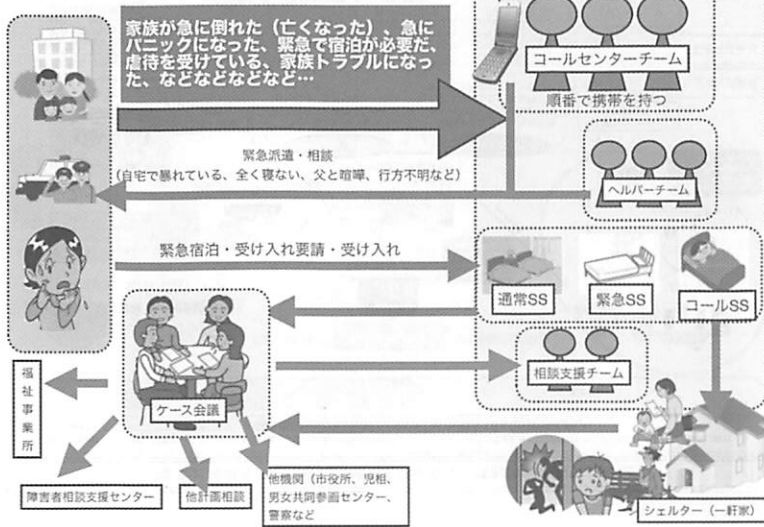 家族が急に倒れた（亡くなった）、急に
パニックになった、緊急で宿泊が必要だ、
虐待を受けている、家族トラブルになっ
た、などなどなどなど…
コールセンターチーム
順番で携帯を持つ
緊急派遣・相談
（自宅で暴れている、全く寝ない、父と喧嘩、行方不明など）
ヘルパーチーム
緊急宿泊・受け入れ要請・受け入れ
通常SS
緊急SS
コールSS
相談支援チーム
ケース会議
福祉事業所
障害者相談支援センター
他計画相談
他機関（市役所、児相、
男女共同参画センター、
警察など
シェルター（一軒家）